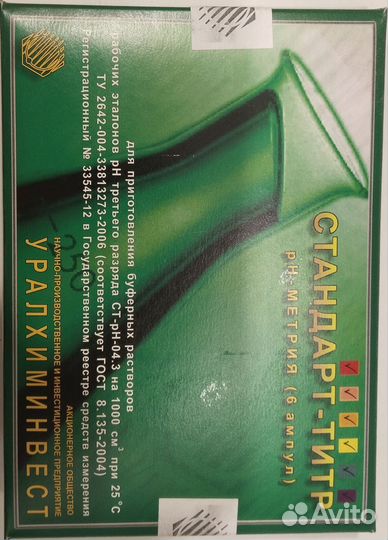 СТАНДАРТ-ТИТР
рН-МЕТРИЯ (6 ампул)
для приготовления буферных растворов
рабочих эталонов рН третьего разряда СТ-рН-04.3 на 1000 см³ при 25°С
ТУ 2642-004-33813273-2006 (соответствует ГОСТ 8.135-2004)
Регистрационный № 33545-12 в Государственном реестре средств измерения
АКЦИОНЕРНОЕ ОБЩЕСТВО
НАУЧНО-ПРОИЗВОДСТВЕННОЕ И ИНВЕСТИЦИОННОЕ ПРЕДПРИЯТИЕ
УРАЛХИМИНВЕСТ
Avito